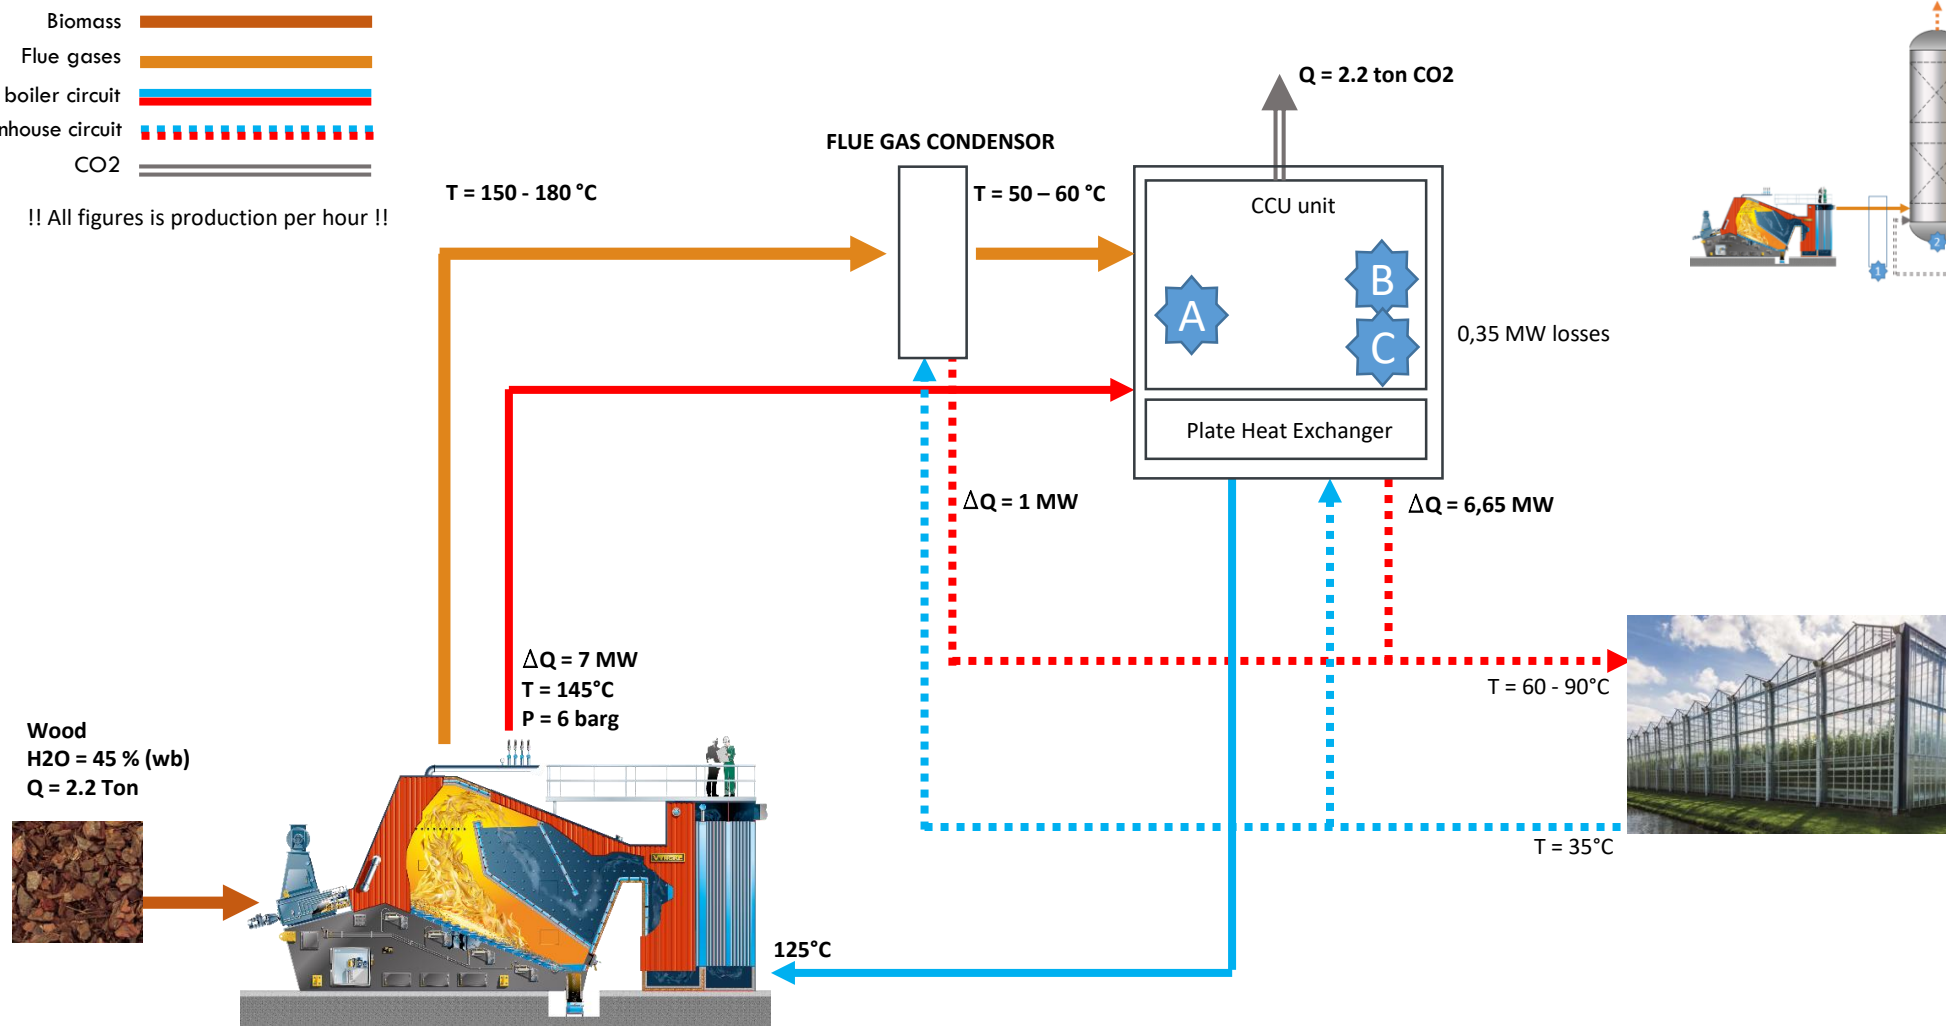 Biomass
Flue gases
boiler circuit
nhouse circuit
CO2
!! All figures is production per hour !!
T = 150 - 180 °C
FLUE GAS CONDENSOR
T = 50 – 60 °C
Q = 2.2 ton CO2
CCU unit
A
B
C
0,35 MW losses
Plate Heat Exchanger
ΔQ = 1 MW
ΔQ = 6,65 MW
ΔQ = 7 MW
T = 145°C
P = 6 barg
T = 60 - 90°C
T = 35°C
Wood
H2O = 45 % (wb)
Q = 2.2 Ton
125°C
VYNCKE
1
2